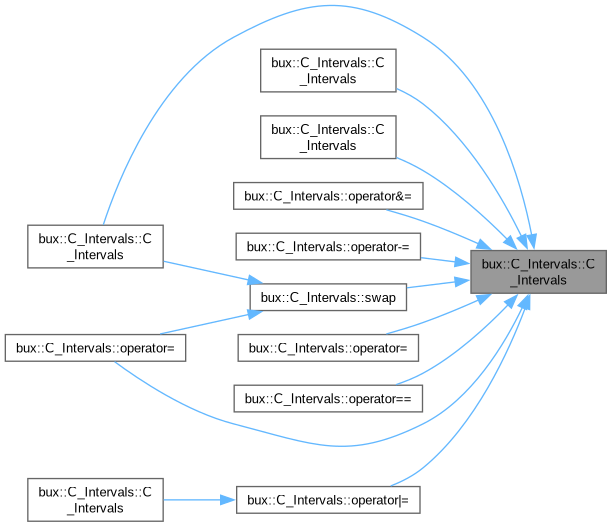 bux::C_Intervals::C
_Intervals
bux::C_Intervals::C
_Intervals
bux::C_Intervals::operator&=
bux::C_Intervals::C
_Intervals
bux::C_Intervals::operator-=
bux::C_Intervals::C
_Intervals
bux::C_Intervals::swap
bux::C_Intervals::operator=
bux::C_Intervals::operator=
bux::C_Intervals::operator==
bux::C_Intervals::C
_Intervals
bux::C_Intervals::operator|=